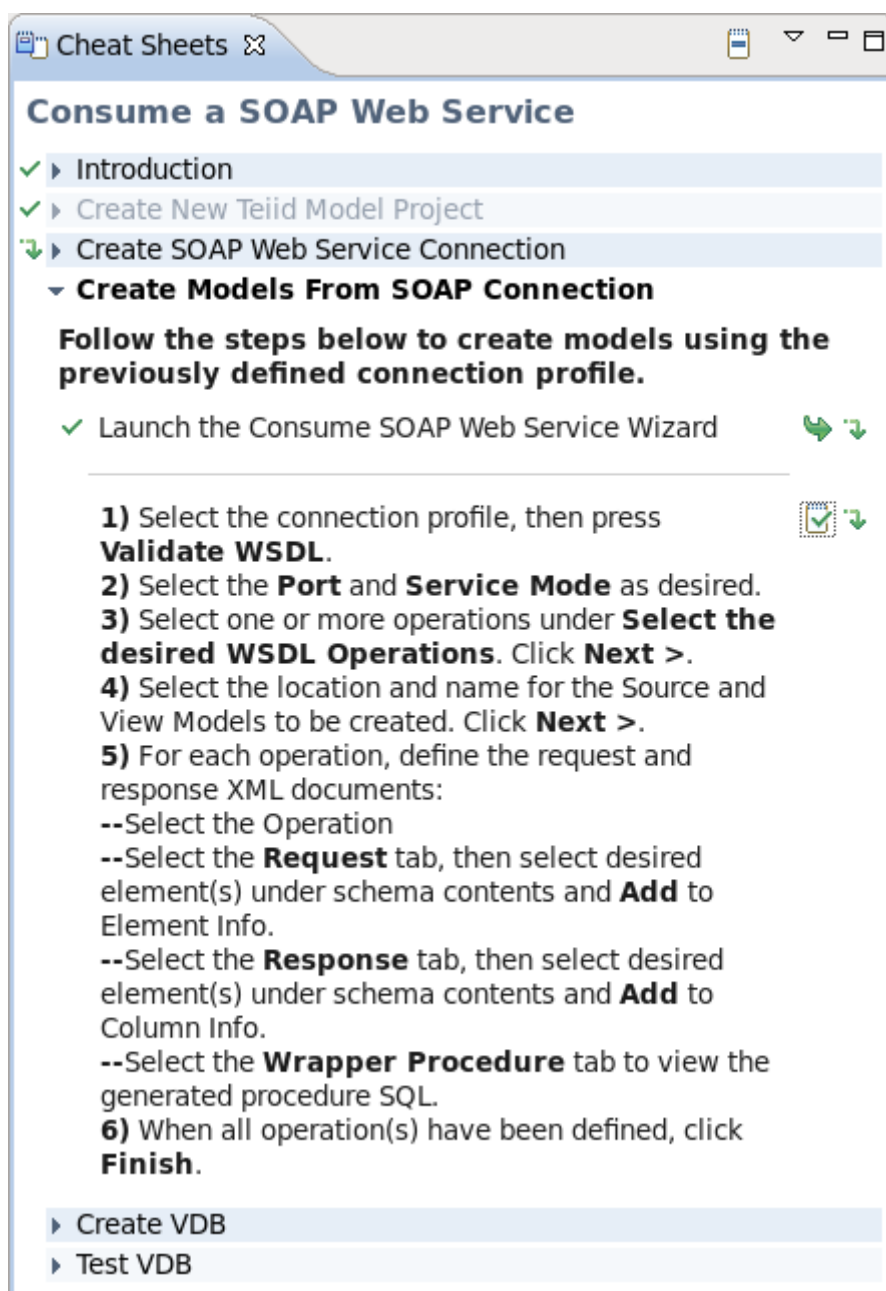 Cheat Sheets
Consume a SOAP Web Service
Introduction
Create New Teiid Model Project
Create SOAP Web Service Connection
Create Models From SOAP Connection
Follow the steps below to create models using the
previously defined connection profile.
Launch the Consume SOAP Web Service Wizard
1) Select the connection profile, then press
Validate WSDL.
2) Select the Port and Service Mode as desired.
3) Select one or more operations under Select the
desired WSDL Operations. Click Next >.
4) Select the location and name for the Source and
View Models to be created. Click Next >.
5) For each operation, define the request and
response XML documents:
--Select the Operation
--Select the Request tab, then select desired
element(s) under schema contents and Add to
Element Info.
--Select the Response tab, then select desired
element(s) under schema contents and Add to
Column Info.
--Select the Wrapper Procedure tab to view the
generated procedure SQL.
6) When all operation(s) have been defined, click
Finish.
Create VDB
Test VDB